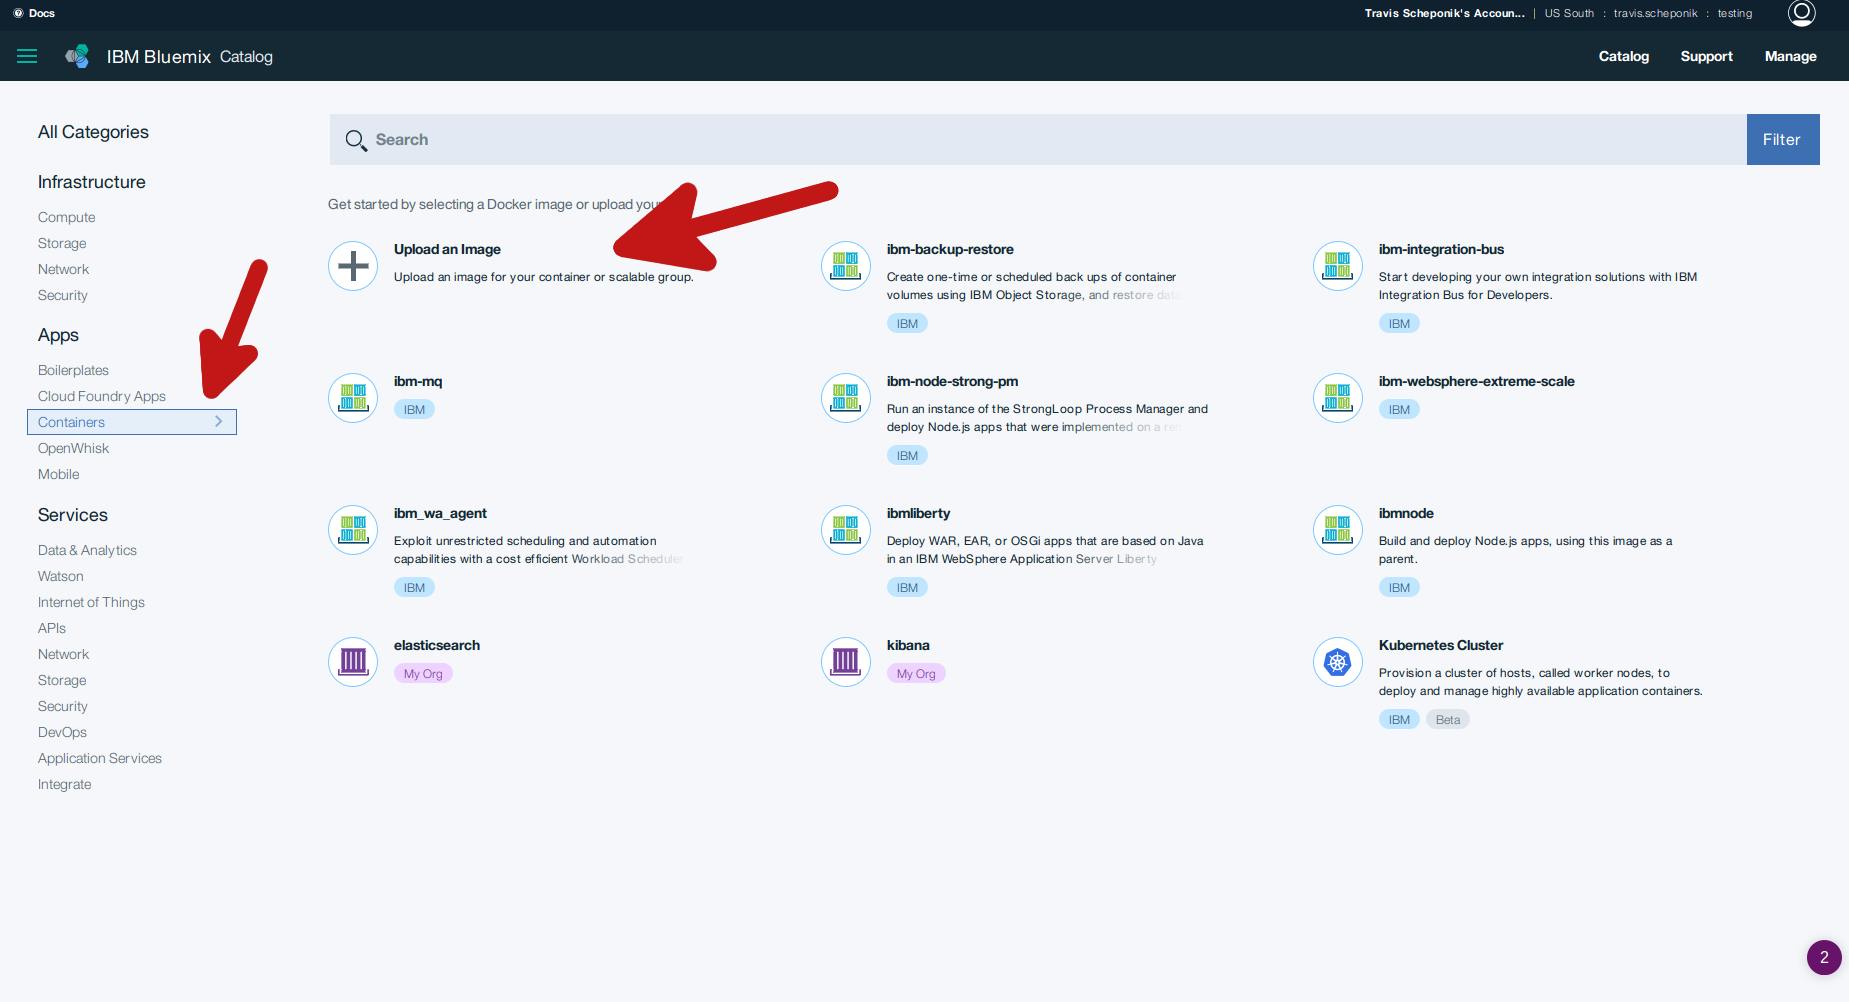 Docs
Travis Scheponik's Accoun... | US South : travis.scheponik : testing
IBM Bluemix Catalog
Catalog Support Manage
All Categories
Infrastructure
Compute
Storage
Network
Security
Apps
Boilerplates
Cloud Foundry Apps
Containers
OpenWhisk
Mobile
Services
Data & Analytics
Watson
Internet of Things
APIs
Network
Storage
Security
DevOps
Application Services
Integrate
Search
Filter
Get started by selecting a Docker image or upload
Upload an Image
Upload an image for your container or scalable group.
ibm-backup-restore
Create one-time or scheduled back ups of container
volumes using IBM Object Storage, and restore data
IBM
ibm-integration-bus
Start developing your own integration solutions with IBM
Integration Bus for Developers.
IBM
ibm-mq
IBM
ibm-node-strong-pm
Run an instance of the StrongLoop Process Manager and
deploy Node.js apps that were implemented on a
IBM
ibm-websphere-extreme-scale
IBM
ibm_wa_agent
Exploit unrestricted scheduling and automation
capabilities with a cost efficient Workload Scheduler
IBM
ibmliberty
Deploy WAR, EAR, or OSGi apps that are based on Java
in an IBM WebSphere Application Server Liberty
IBM
ibmnode
Build and deploy Node.js apps, using this image as a
parent.
IBM
elasticsearch
My Org
kibana
My Org
Kubernetes Cluster
Provision a cluster of hosts, called worker nodes, to
deploy and manage highly available application containers.
IBM Beta
2